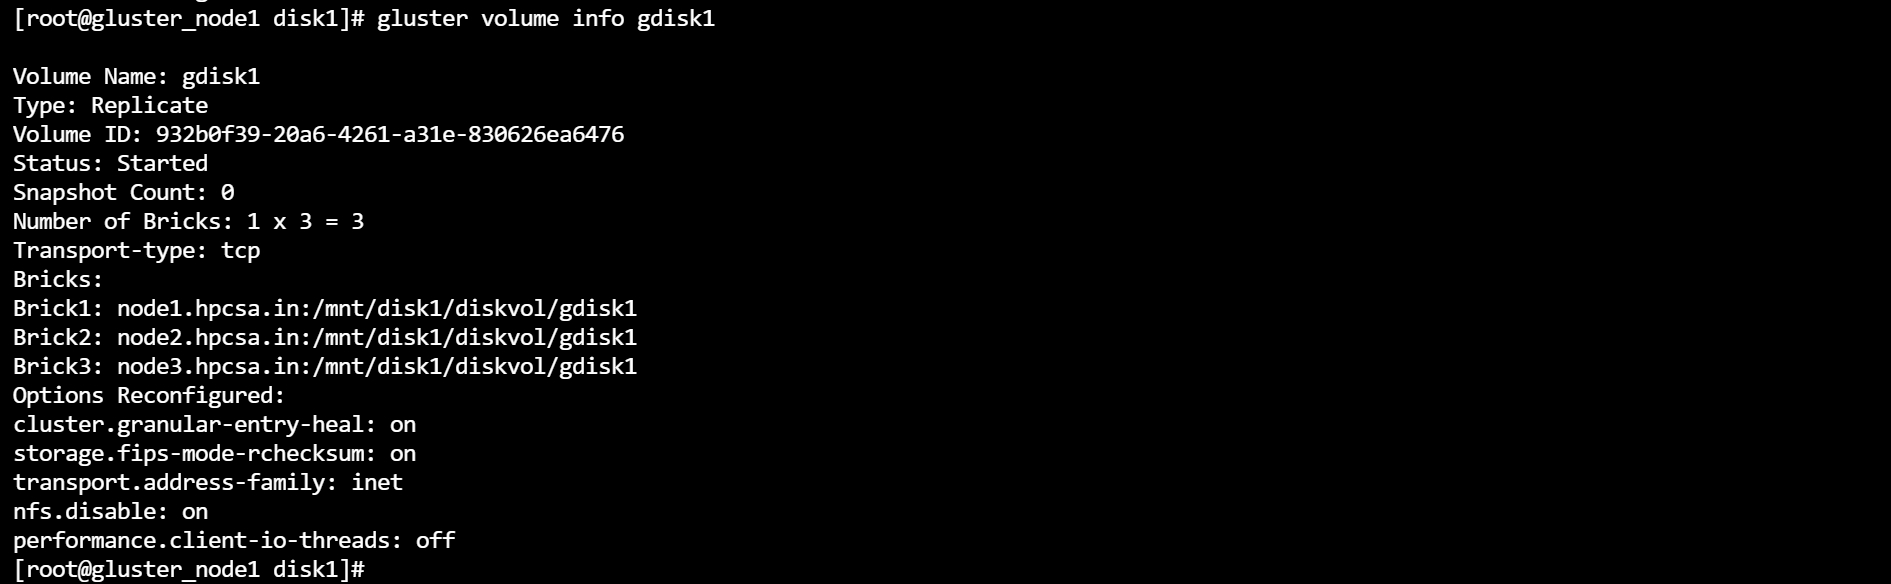 [root@gluster_node1 disk1]# gluster volume info gdisk1
Volume Name: gdisk1
Type: Replicate
Volume ID: 932b0f39-20a6-4261-a31e-830626ea6476
Status: Started
Snapshot Count: 0
Number of Bricks: 1 x 3 = 3
Transport-type: tcp
Bricks:
Brick1: node1.hpcsa.in:/mnt/disk1/diskvol/gdisk1
Brick2: node2.hpcsa.in:/mnt/disk1/diskvol/gdisk1
Brick3: node3.hpcsa.in:/mnt/disk1/diskvol/gdisk1
Options Reconfigured:
cluster.granular-entry-heal: on
storage.fips-mode-rchecksum: on
transport.address-family: inet
nfs.disable: on
performance.client-io-threads: off
[root@gluster_node1 disk1]#